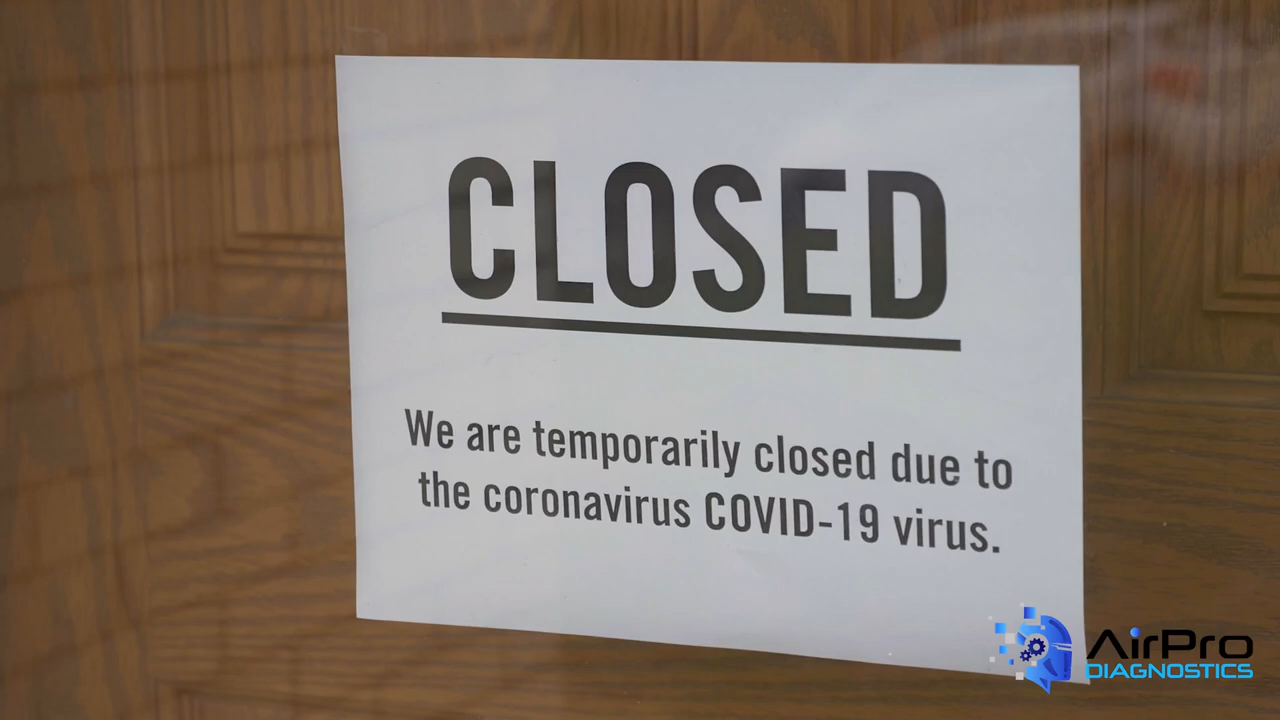 CLOSED
We are temporarily closed due to
the coronavirus COVID-19 virus.
AirPro
DIAGNOSTICS